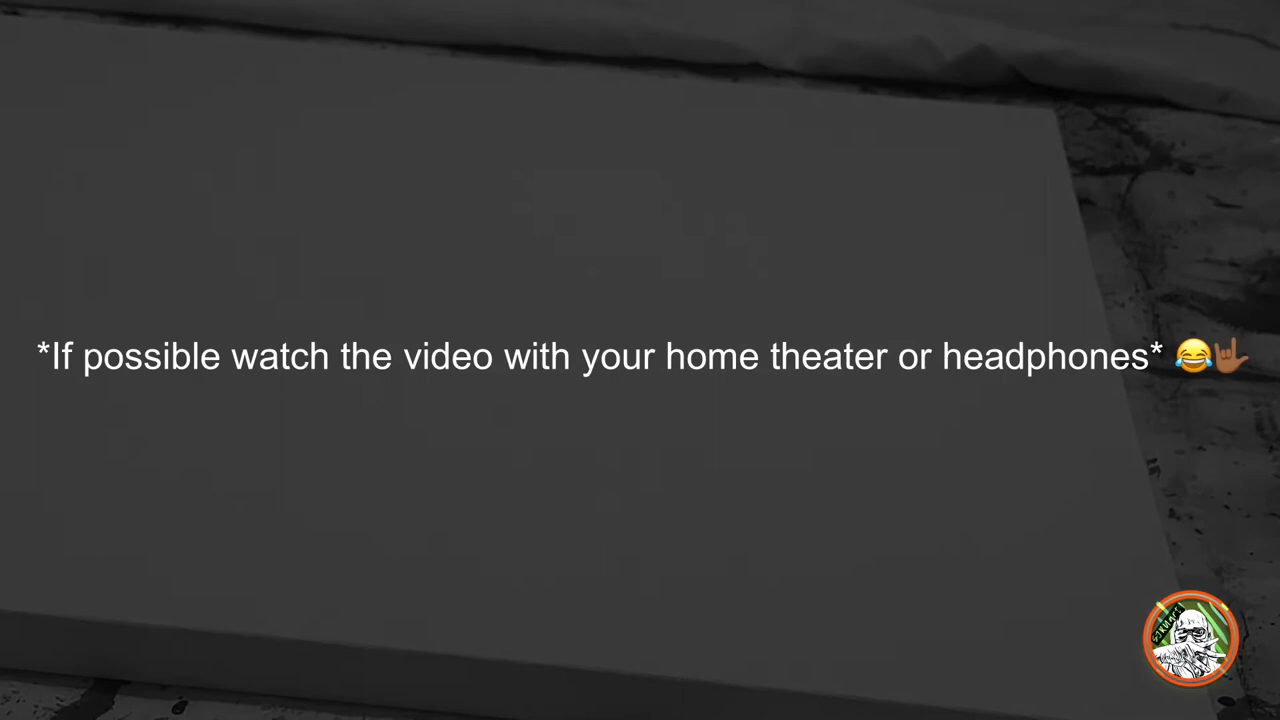 *If possible watch the video with your home theater or headphones* 😂🤟🏾